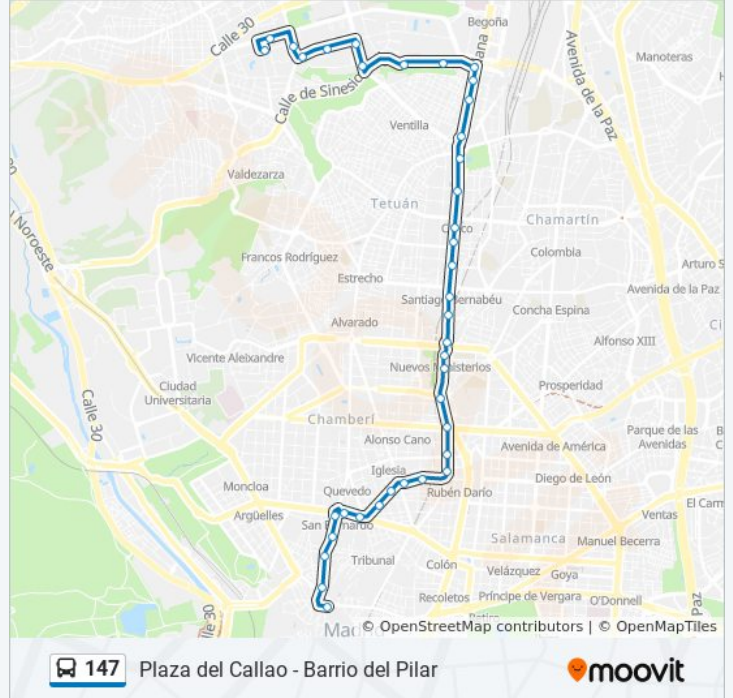 Begoña
Calle 30
Avenida de la Paz
Manoteras
Calle de Sinesio
Ventilla
Valdezarza
Tetuán
Chamartín
Noroeste
Colombia
Francos Rodríguez
Arturo S
Estrecho
Avenida de la Paz
Santiago Bernabéu
Concha Espina
Alvarado
Alfonso XIII
Vicente Aleixandre
Nuevos Ministerios
Ciudad
Universitaria
Prosperidad
Calle 30
Chamberí
Parque de las
Avenidas
Alonso Cano
Avenida de América
Iglesia
Diego de León
Moncloa
Quevedo
Rubén Darío
El Carm
Argüelles
San Bernardo
Ventas
Salamanca
Manuel Becerra
Tribunal
Colón
Velázquez
Goya
Recoletos
Príncipe de Vergara
O'Donnell
Paz
lle 30
© OpenStreetMap contributors | © OpenMapTiles
147
Plaza del Callao - Barrio del Pilar
moovit